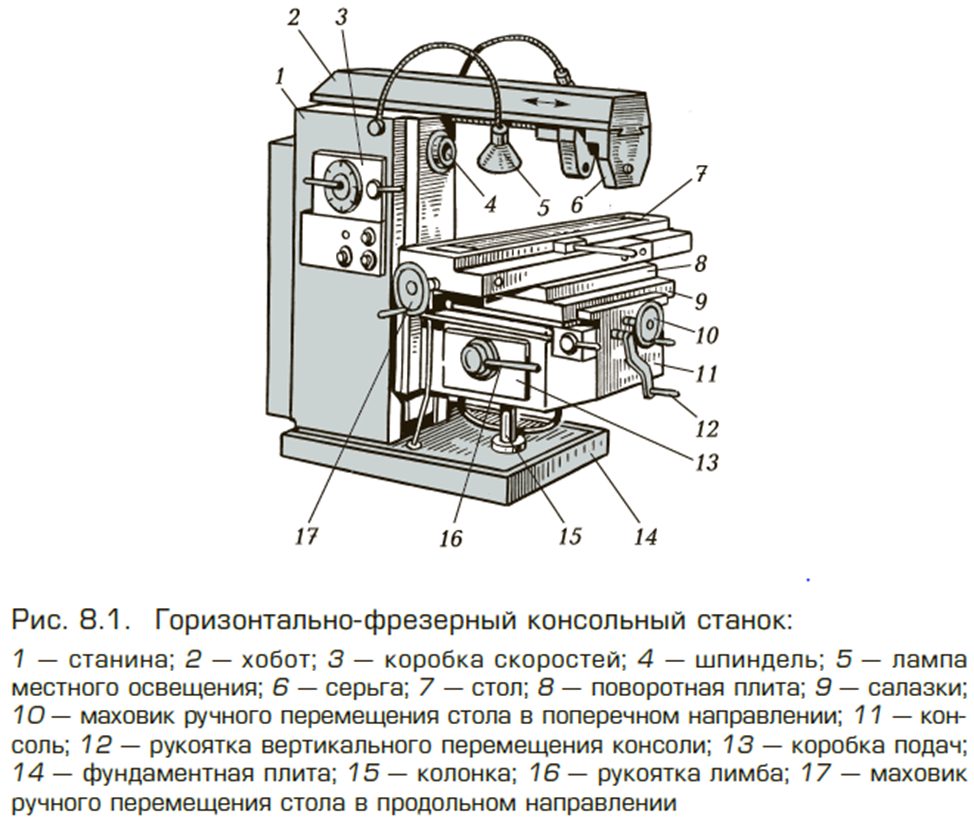 2
3
1
4
5
6
7
8
9
10
11
12
13
14
15
16
17
Рис. 8.1. Горизонтально-фрезерный консольный станок:
1 — станина; 2 — хобот; 3 — коробка скоростей; 4 — шпиндель; 5 — лампа
местного освещения; 6 — серьга; 7 — стол; 8 — поворотная плита; 9 — салазки;
10 — маховик ручного перемещения стола в поперечном направлении; 11 — кон-
соль; 12 — рукоятка вертикального перемещения консоли; 13 — коробка подач;
14 — фундаментная плита; 15 — колонка; 16 — рукоятка лимба; 17 — маховик
ручного перемещения стола в продольном направлении